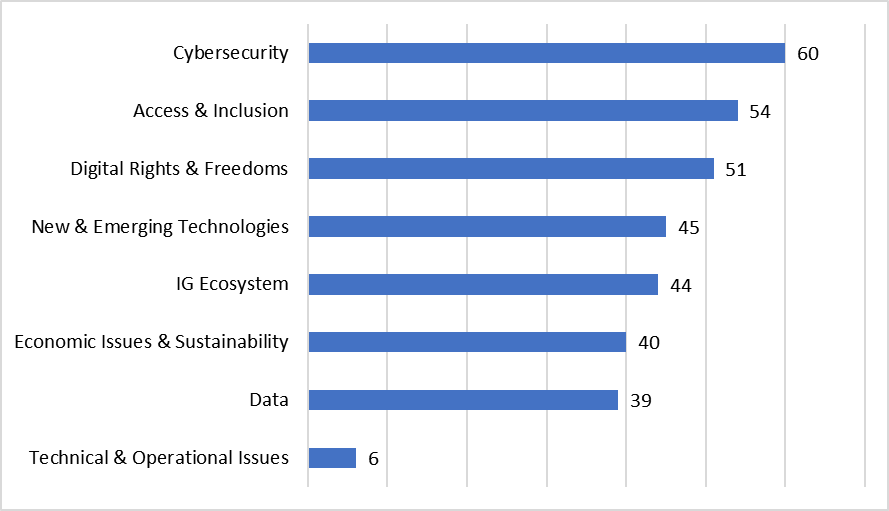 Cybersecurity 60
Access & Inclusion 54
Digital Rights & Freedoms 51
New & Emerging Technologies 45
IG Ecosystem 44
Economic Issues & Sustainability 40
Data 39
Technical & Operational Issues 6